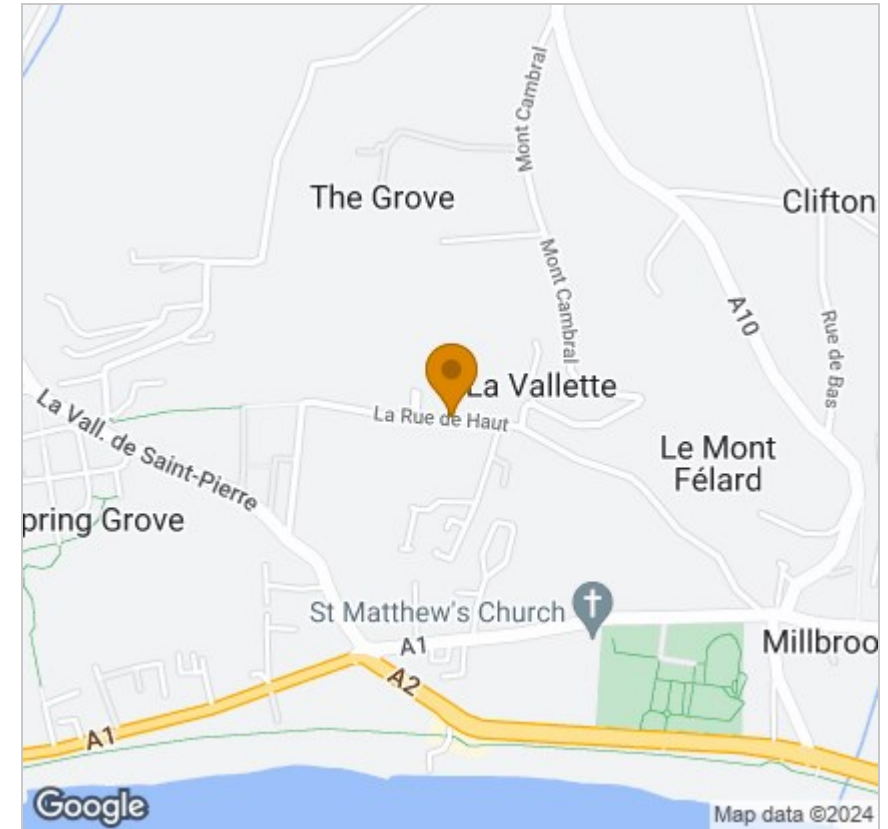 Mont Cambral
The Grove
Clifton
Mont Cambral
A10
Rue de Bas
La Vallette
La Rue de Haut
La Vall. de Saint-Pierre
Le Mont
Félard
pring Grove
St Matthew's Church
A1
Millbroo
A2
A1
Google
Map data ©2024